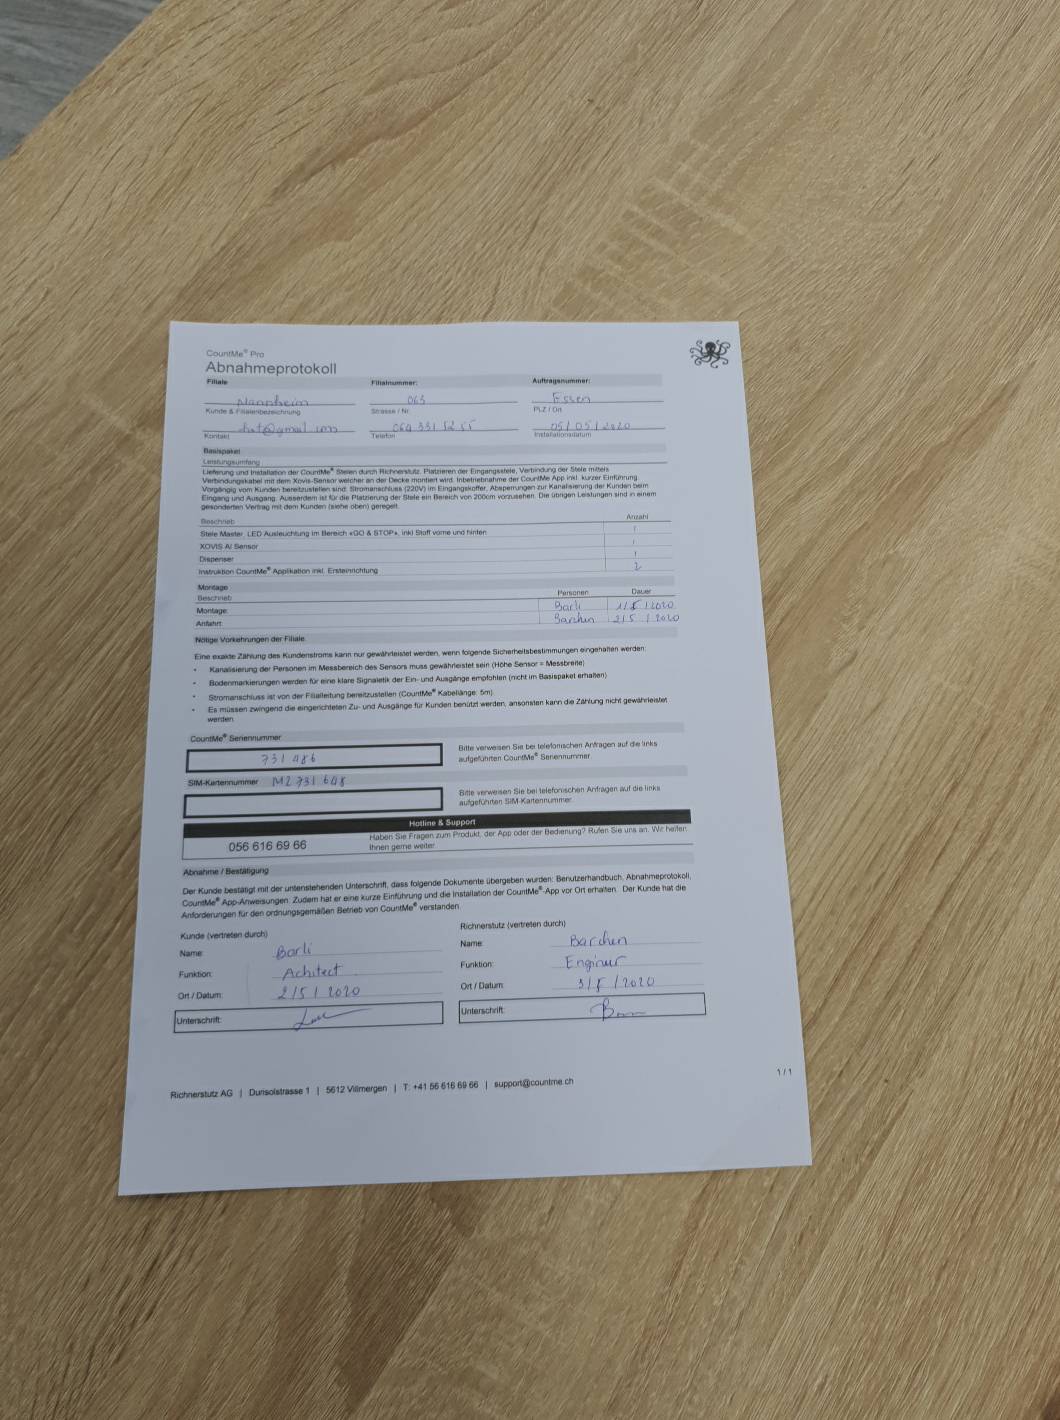 CountMe® Pro
Abnahmeprotokoll
Filiale Filialnummer: Auftragsnummer:
Mannheim 063 Essen
Kunde & Filialenbezeichnung Strasse / Nr. PLZ / Ort
@gmail 05/05/2020
Kontakt Telefon Installationsdatum
Basispaket
Leistungsumfang
Lieferung und Installation der CountMe® Stelen durch Richnerstutz. Platzieren der Eingangsstele, Verbindung der Stele mittels
Verbindungskabel mit dem Xovis-Sensor welcher an der Decke montiert wird. Inbetriebnahme der CountMe App inkl. kurzer Einführung.
Vorgängig vom Kunden bereitzustellen sind: Stromanschluss (220V) im Eingangskoffer, Absperrungen zur Kanalisierung der Kunden beim
Eingang und Ausgang. Ausserdem ist für die Platzierung der Stele ein Bereich von 200cm vorzusehen. Die übrigen Leistungen sind in einem
gesonderten Vertrag mit dem Kunden (siehe oben) geregelt.
Beschrieb Anzahl
Stele Master, LED Ausleuchtung im Bereich «GO & STOP», inkl Stoff vorne und hinten 1
XOVIS AI Sensor 1
Dispenser 1
Instruktion CountMe® Applikation inkl. Ersteinrichtung 2
Montage
Beschrieb Personen Dauer
Montage: Barli 1/5/2020
Anfahrt: Barchen 2/5/2020
Nötige Vorkehrungen der Filiale
Eine exakte Zählung des Kundenstroms kann nur gewährleistet werden, wenn folgende Sicherheitsbestimmungen eingehalten werden:
• Kanalisierung der Personen im Messbereich des Sensors muss gewährleistet sein (Höhe Sensor = Messbreite)
• Bodenmarkierungen werden für eine klare Signaletik der Ein- und Ausgänge empfohlen (nicht im Basispaket erhalten)
• Stromanschluss ist von der Filialleitung bereitzustellen (CountMe® Kabellänge: 5m)
• Es müssen zwingend die eingerichteten Zu- und Ausgänge für Kunden benützt werden, ansonsten kann die Zählung nicht gewährleistet
werden.
CountMe® Seriennummer
731 486
Bitte verweisen Sie bei telefonischen Anfragen auf die links
aufgeführten CountMe® Seriennummer.
SIM-Kartennummer M2 731 648
Bitte verweisen Sie bei telefonischen Anfragen auf die links
aufgeführten SIM-Kartennummer.
Hotline & Support
056 616 69 66
Haben Sie Fragen zum Produkt, der App oder der Bedienung? Rufen Sie uns an. Wir helfen
Ihnen gerne weiter.
Abnahme / Bestätigung
Der Kunde bestätigt mit der untenstehenden Unterschrift, dass folgende Dokumente übergeben wurden: Benutzerhandbuch, Abnahmeprotokoll,
CountMe® App-Anweisungen. Zudem hat er eine kurze Einführung und die Installation der CountMe®-App vor Ort erhalten. Der Kunde hat die
Anforderungen für den ordnungsgemäßen Betrieb von CountMe® verstanden.
Kunde (vertreten durch) Richnerstutz (vertreten durch)
Name: Barli Name: Barchen
Funktion: Achitect Funktion: Enginur
Ort / Datum: 2/5/2020 Ort / Datum: 3/5/2020
Unterschrift: Unterschrift:
Richnerstutz AG | Durisolstrasse 1 | 5612 Villmergen | T: +41 56 616 69 66 | support@countme.ch
1 / 1